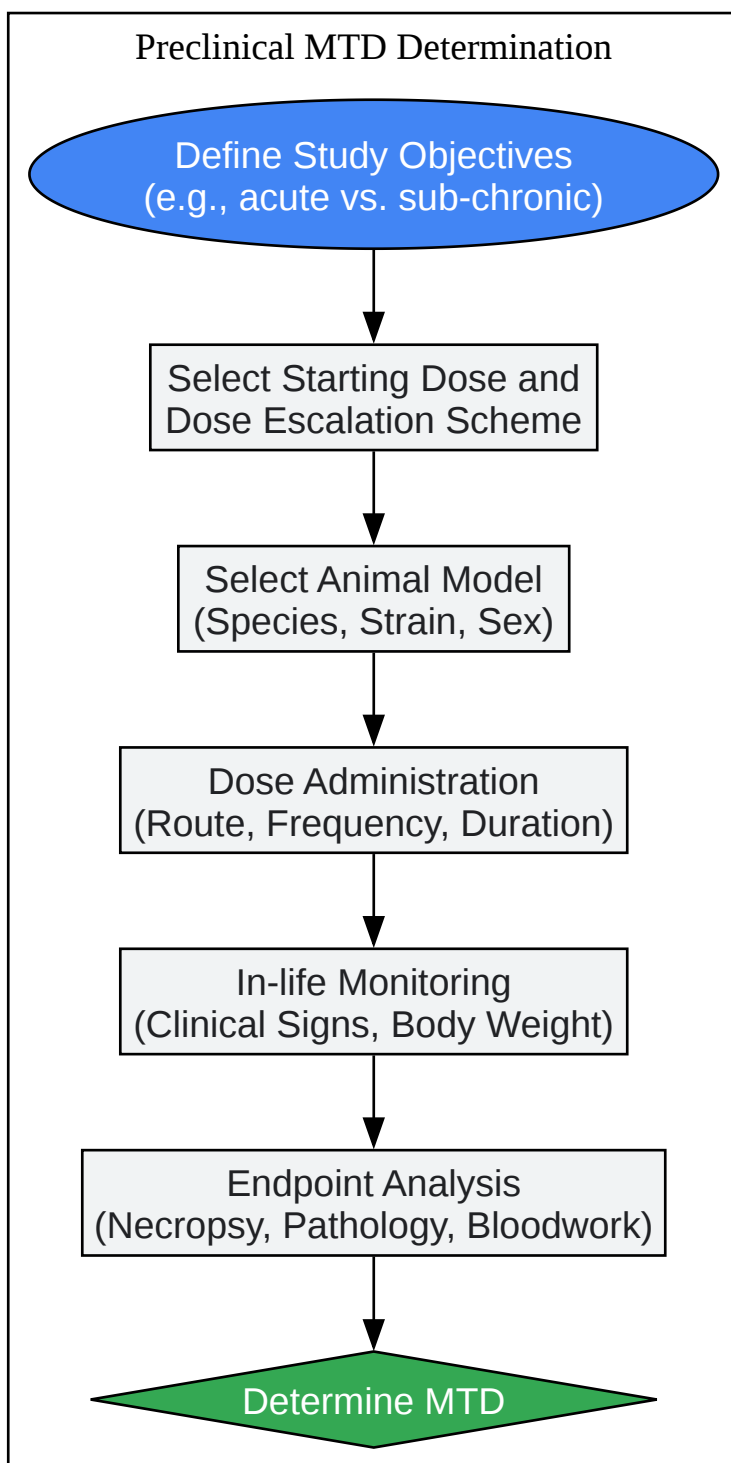 Preclinical MTD Determination
Define Study Objectives
(e.g., acute vs. sub-chronic)
Select Starting Dose and
Dose Escalation Scheme
Select Animal Model
(Species, Strain, Sex)
Dose Administration
(Route, Frequency, Duration)
In-life Monitoring
(Clinical Signs, Body Weight)
Endpoint Analysis
(Necropsy, Pathology, Bloodwork)
Determine MTD